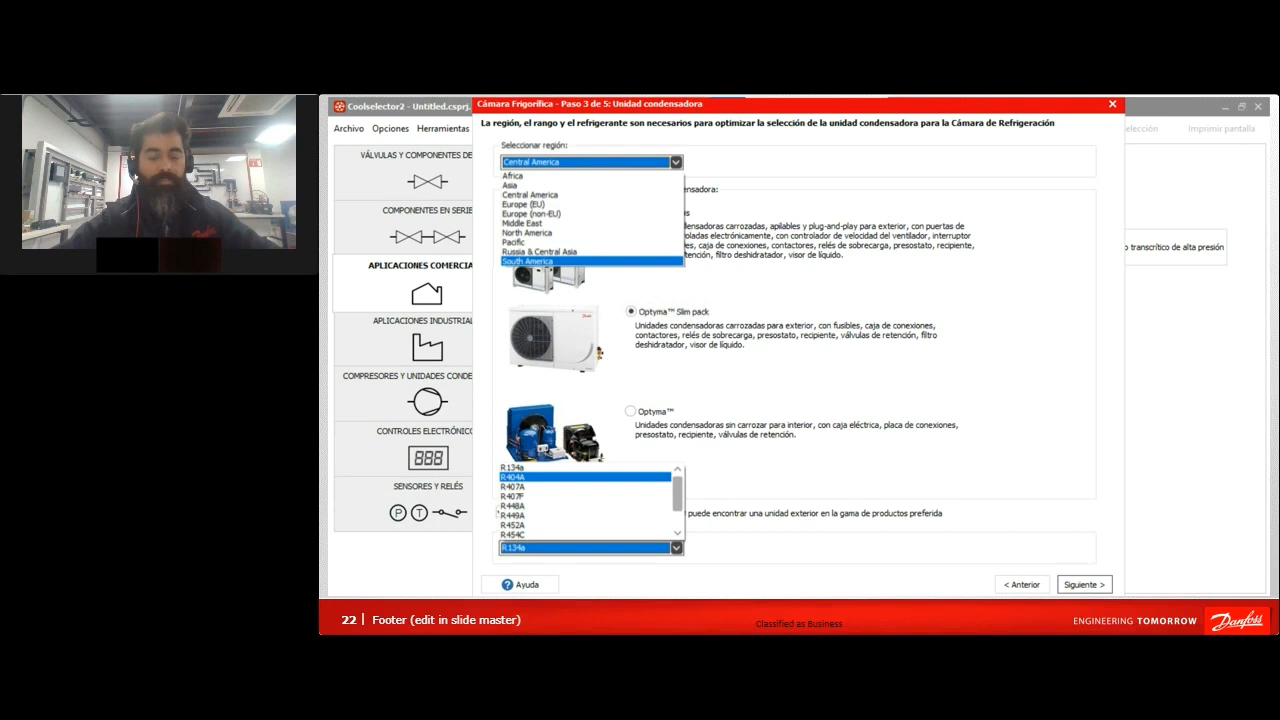 Coolselector2 - Untitled.csprj.
Cámara Frigorífica - Paso 3 de 5: Unidad condensadora
Archivo Opciones Herramientas
elección Imprimir pantalla
La región, el rango y el refrigerante son necesarios para optimizar la selección de la unidad condensadora para la Cámara de Refrigeración
VÁLVULAS Y COMPONENTES DE
COMPONENTES EN SERIE
APLICACIONES COMERCIA
APLICACIONES INDUSTRIAL
COMPRESORES Y UNIDADES CONDE
CONTROLES ELECTRÓNICO
888
SENSORES Y RELÉS
P T
Seleccionar región:
Central America
Africa
Asia
Central America
Europe (EU)
Europe (non-EU)
Middle East
North America
Pacific
Russia & Central Asia
South America
ensadora:
us
densadoras carrozadas, apilables y plug-and-play para exterior, con puertas de
oladas electrónicamente, con controlador de velocidad del ventilador, interruptor
les, caja de conexiones, contactores, relés de sobrecarga, presostato, recipiente,
tención, filtro deshidratador, visor de líquido.
o transcrítico de alta presión
Optyma™ Slim pack
Unidades condensadoras carrozadas para exterior, con fusibles, caja de conexiones,
contactores, relés de sobrecarga, presostato, recipiente, válvulas de retención, filtro
deshidratador, visor de líquido.
Optyma™
Unidades condensadoras sin carrozar para interior, con caja eléctrica, placa de conexiones,
presostato, recipiente, válvulas de retención.
R134a
R404A
R407A
R407F
R448A
R449A
R452A
R454C
puede encontrar una unidad exterior en la gama de productos preferida
R134a
Ayuda
< Anterior
Siguiente >
22 | Footer (edit in slide master)
Classified as Business
ENGINEERING TOMORROW
Danfoss